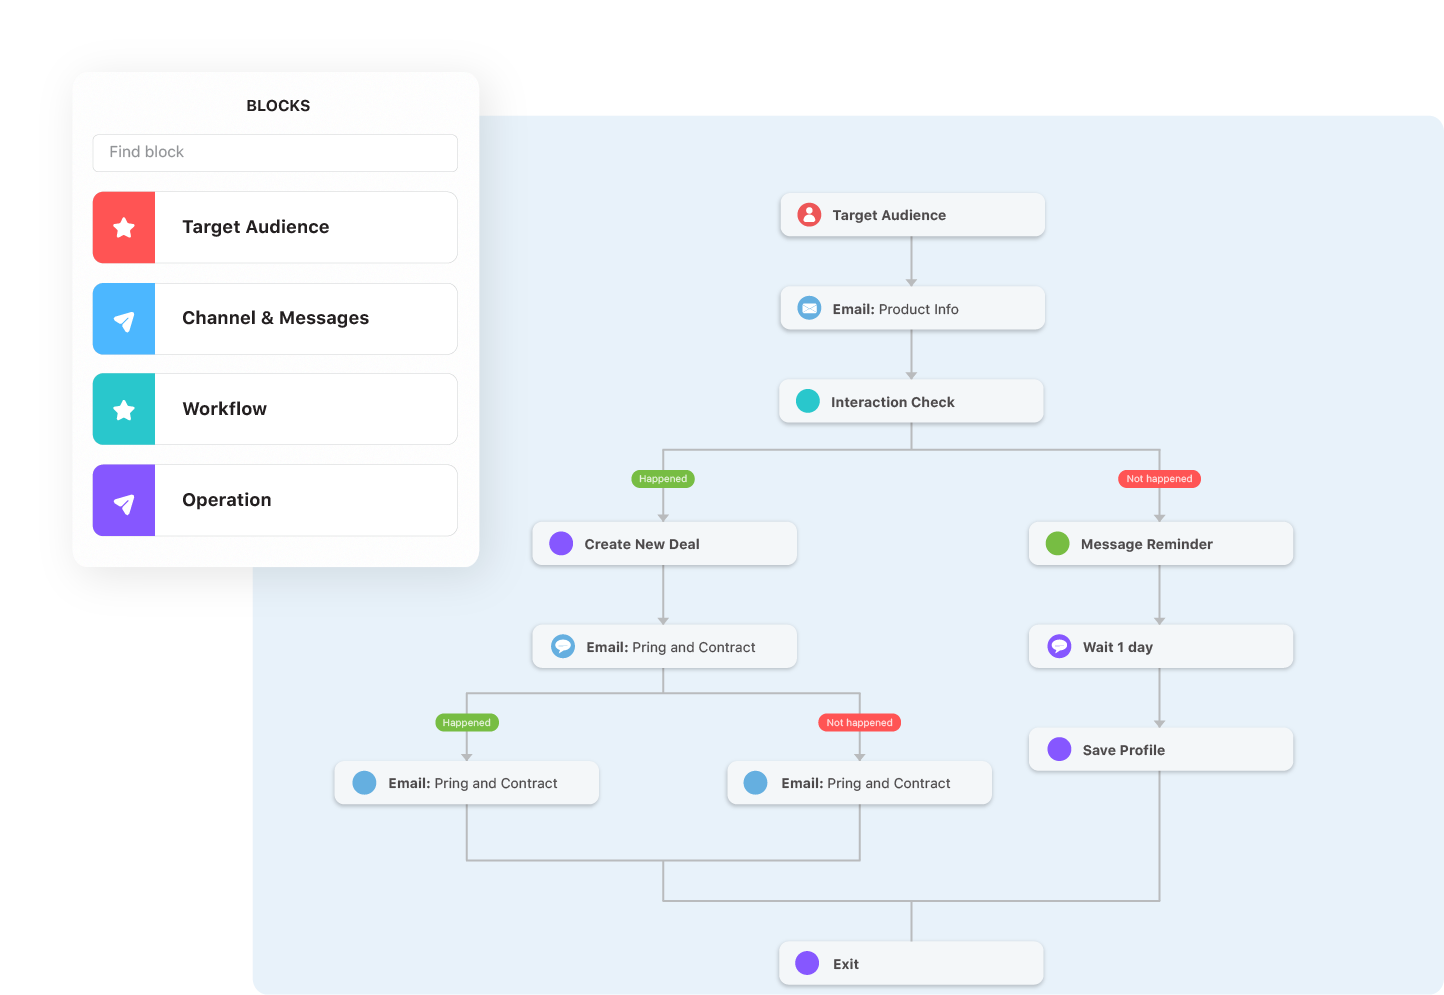 BLOCKS
Find block
Target Audience
Channel & Messages
Workflow
Operation
Target Audience
Email: Product Info
Interaction Check
Happened
Not happened
Create New Deal
Message Reminder
Email: Pring and Contract
Wait 1 day
Happened
Not happened
Save Profile
Email: Pring and Contract
Email: Pring and Contract
Exit